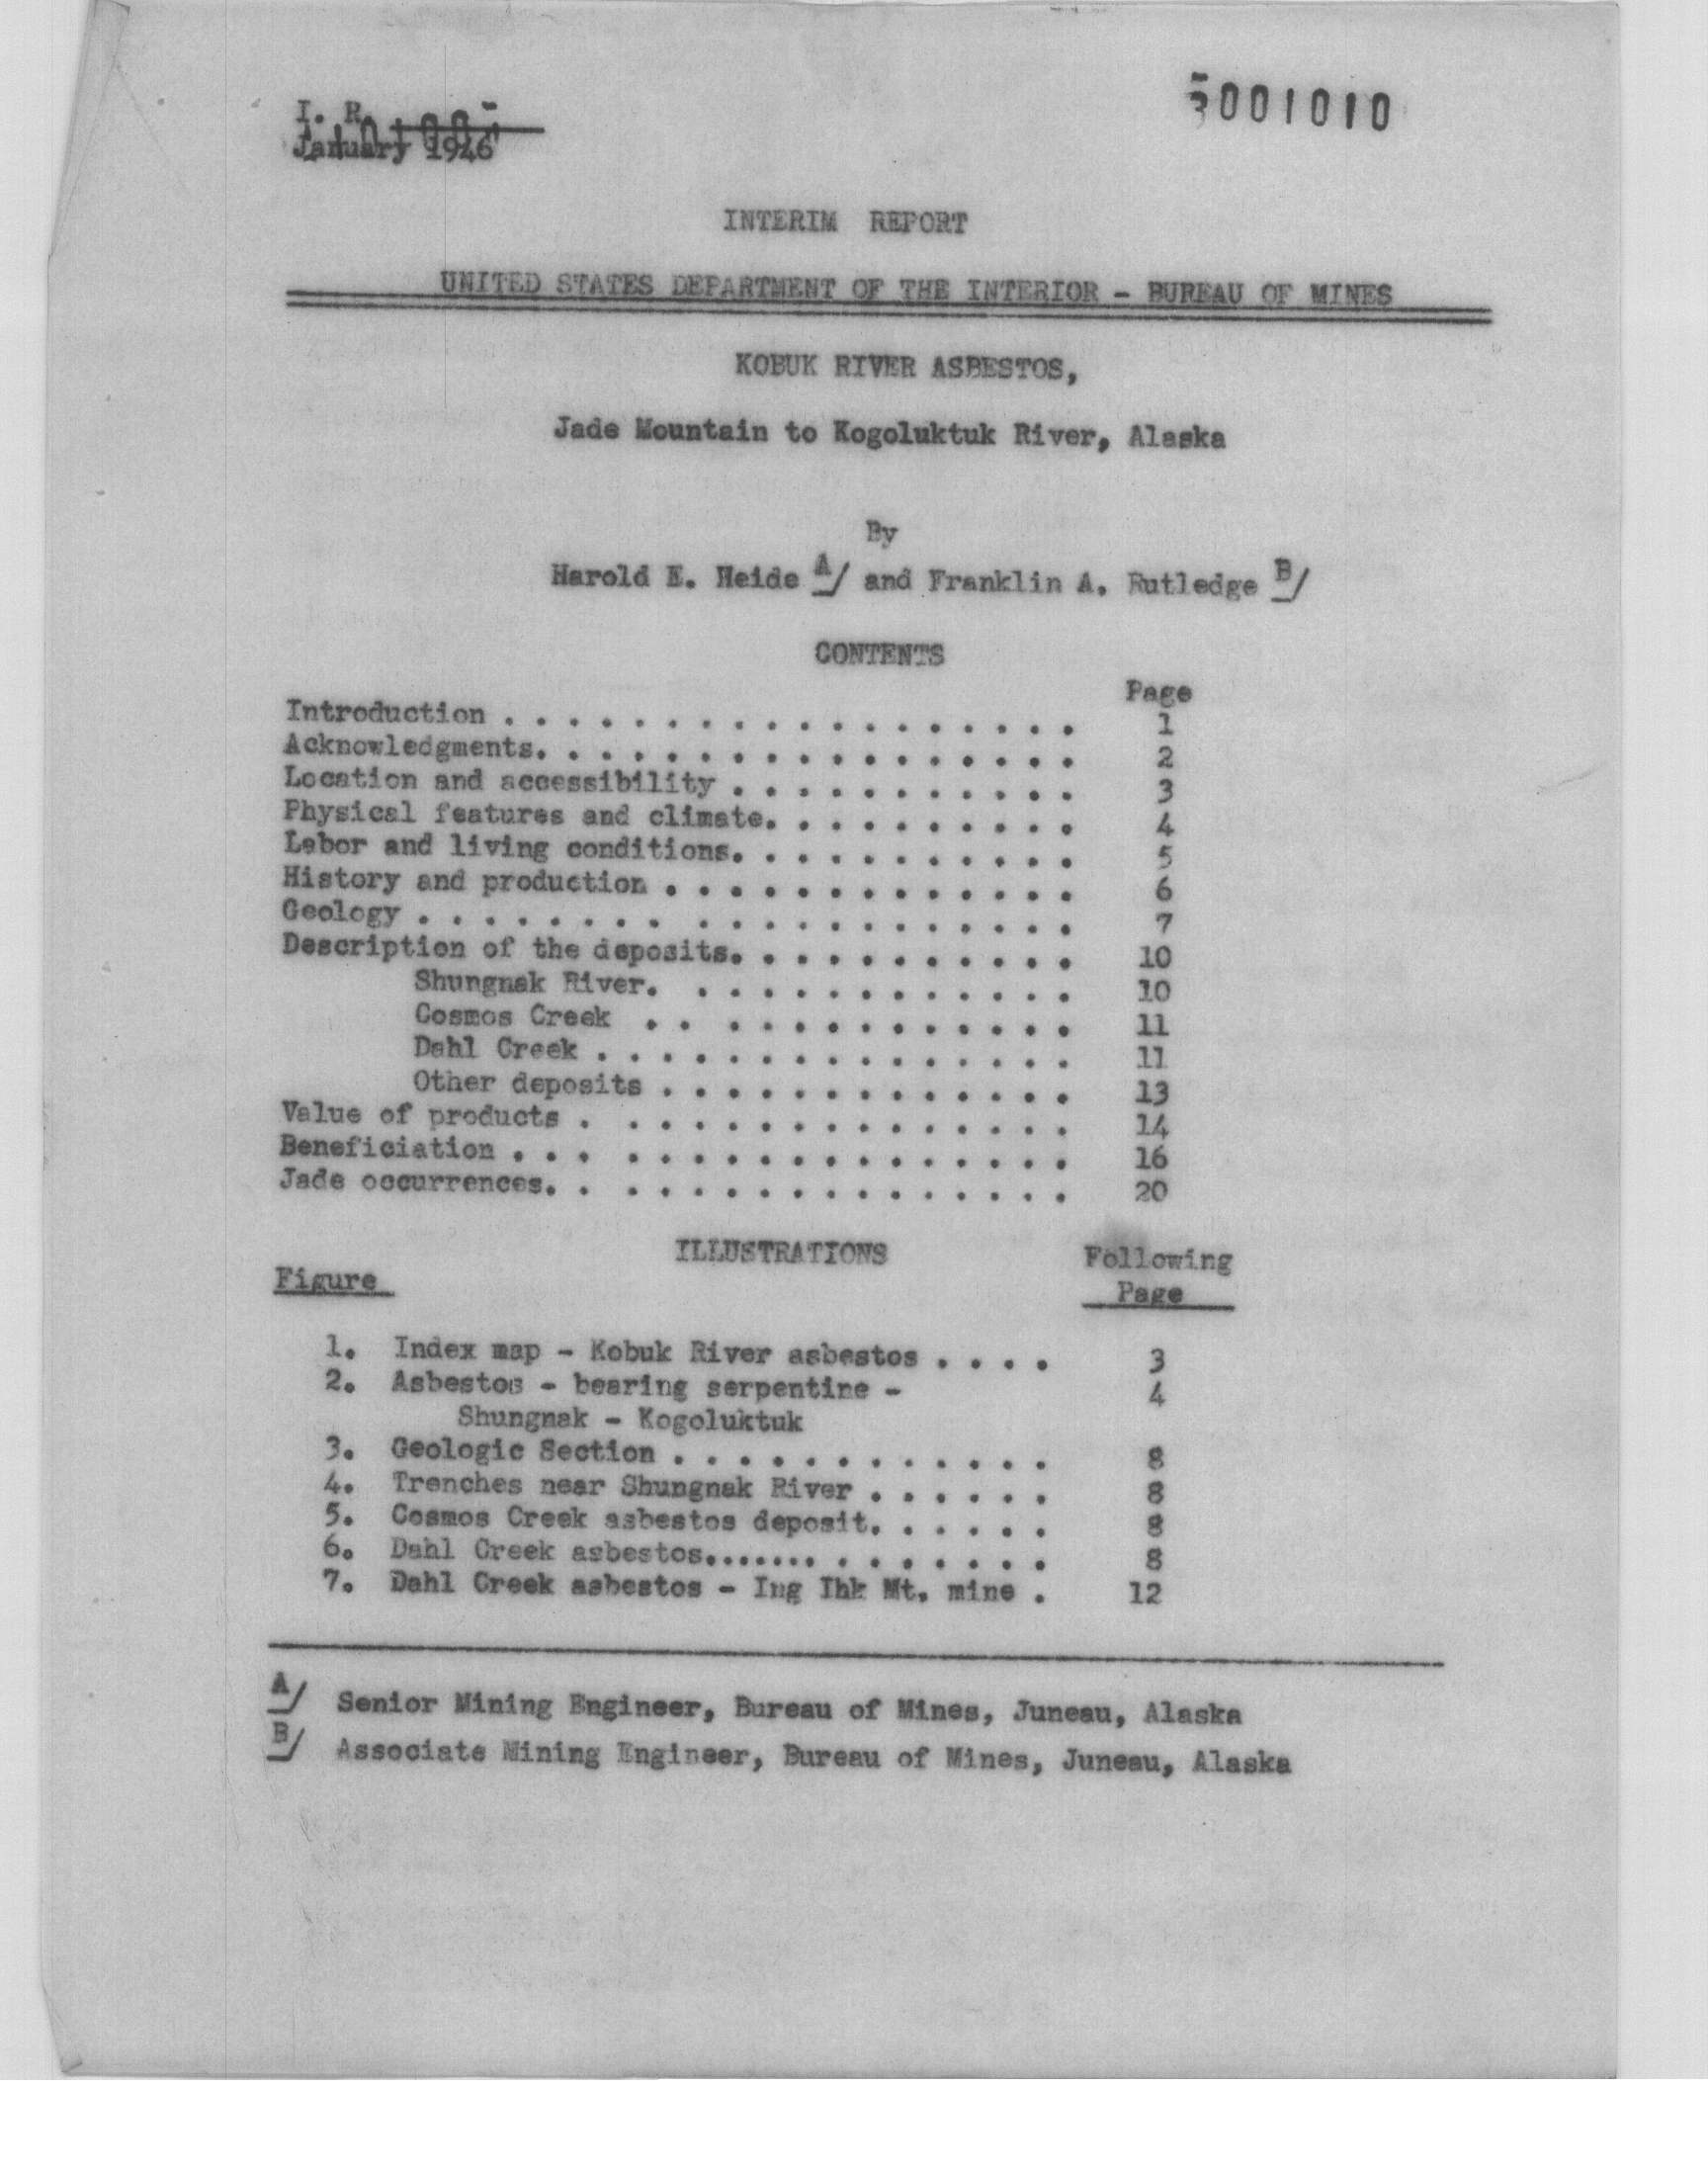 I. R.
January 1946
001010
INTERIM REPORT
UNITED STATES DEPARTMENT OF THE INTERIOR - BUREAU OF MINES
KOBUK RIVER ASBESTOS,
Jade Mountain to Kogoluktuk River, Alaska
By
Harold E. Heide A/ and Franklin A. Rutledge B/
CONTENTS
Page
Introduction . . . . . . . . . . . . . . . . . . 1
Acknowledgments. . . . . . . . . . . . . . . . . 2
Location and accessibility . . . . . . . . . . . 3
Physical features and climate. . . . . . . . . . 4
Labor and living conditions. . . . . . . . . . . 5
History and production . . . . . . . . . . . . . 6
Geology . . . . . . . . . . . . . . . . . . . . 7
Description of the deposits. . . . . . . . . . . 10
Shungnak River. . . . . . . . . . . . . 10
Cosmos Creek . . . . . . . . . . . . . 11
Dahl Creek . . . . . . . . . . . . . . . 11
Other deposits . . . . . . . . . . . . . 13
Value of products . . . . . . . . . . . . . . . 14
Beneficiation . . . . . . . . . . . . . . . . . 16
Jade occurrences. . . . . . . . . . . . . . . . 20
ILLUSTRATIONS
Following
Figure Page
1. Index map - Kobuk River asbestos . . . . 3
2. Asbestos - bearing serpentine - 4
Shungnak - Kogoluktuk
3. Geologic Section . . . . . . . . . . . . 8
4. Trenches near Shungnak River . . . . . . 8
5. Cosmos Creek asbestos deposit. . . . . . 8
6. Dahl Creek asbestos....... . . . . . . . 8
7. Dahl Creek asbestos - Ing Ihk Mt. mine . 12
A/ Senior Mining Engineer, Bureau of Mines, Juneau, Alaska
B/ Associate Mining Engineer, Bureau of Mines, Juneau, Alaska